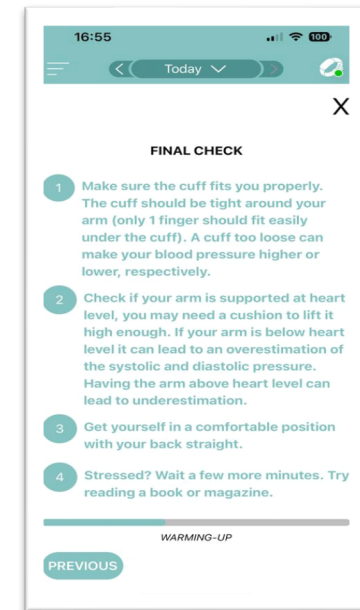 16:55
100
Today
X
FINAL CHECK
1 Make sure the cuff fits you properly.
The cuff should be tight around your
arm (only 1 finger should fit easily
under the cuff). A cuff too loose can
make your blood pressure higher or
lower, respectively.
2 Check if your arm is supported at heart
level, you may need a cushion to lift it
high enough. If your arm is below heart
level it can lead to an overestimation of
the systolic and diastolic pressure.
Having the arm above heart level can
lead to underestimation.
3 Get yourself in a comfortable position
with your back straight.
4 Stressed? Wait a few more minutes. Try
reading a book or magazine.
WARMING-UP
PREVIOUS